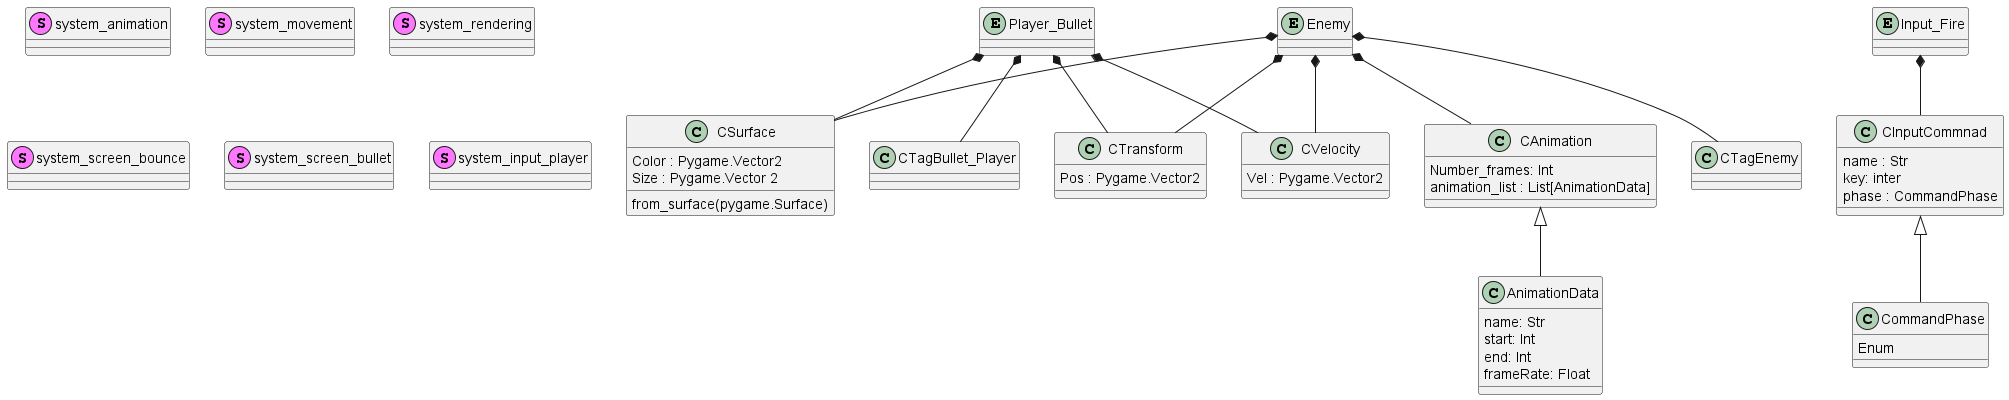 S system_animation
S system_movement
S system_rendering
E Player_Bullet
E Enemy
E Input_Fire
S system_screen_bounce
S system_screen_bullet
S system_input_player
C CSurface
Color : Pygame.Vector2
Size : Pygame.Vector 2
from_surface(pygame.Surface)
C CTagBullet_Player
C CTransform
Pos : Pygame.Vector2
C CVelocity
Vel : Pygame.Vector2
C CAnimation
Number_frames: Int
animation_list : List[AnimationData]
C CTagEnemy
C CInputCommnad
name : Str
key: inter
phase : CommandPhase
C AnimationData
name: Str
start: Int
end: Int
frameRate: Float
C CommandPhase
Enum